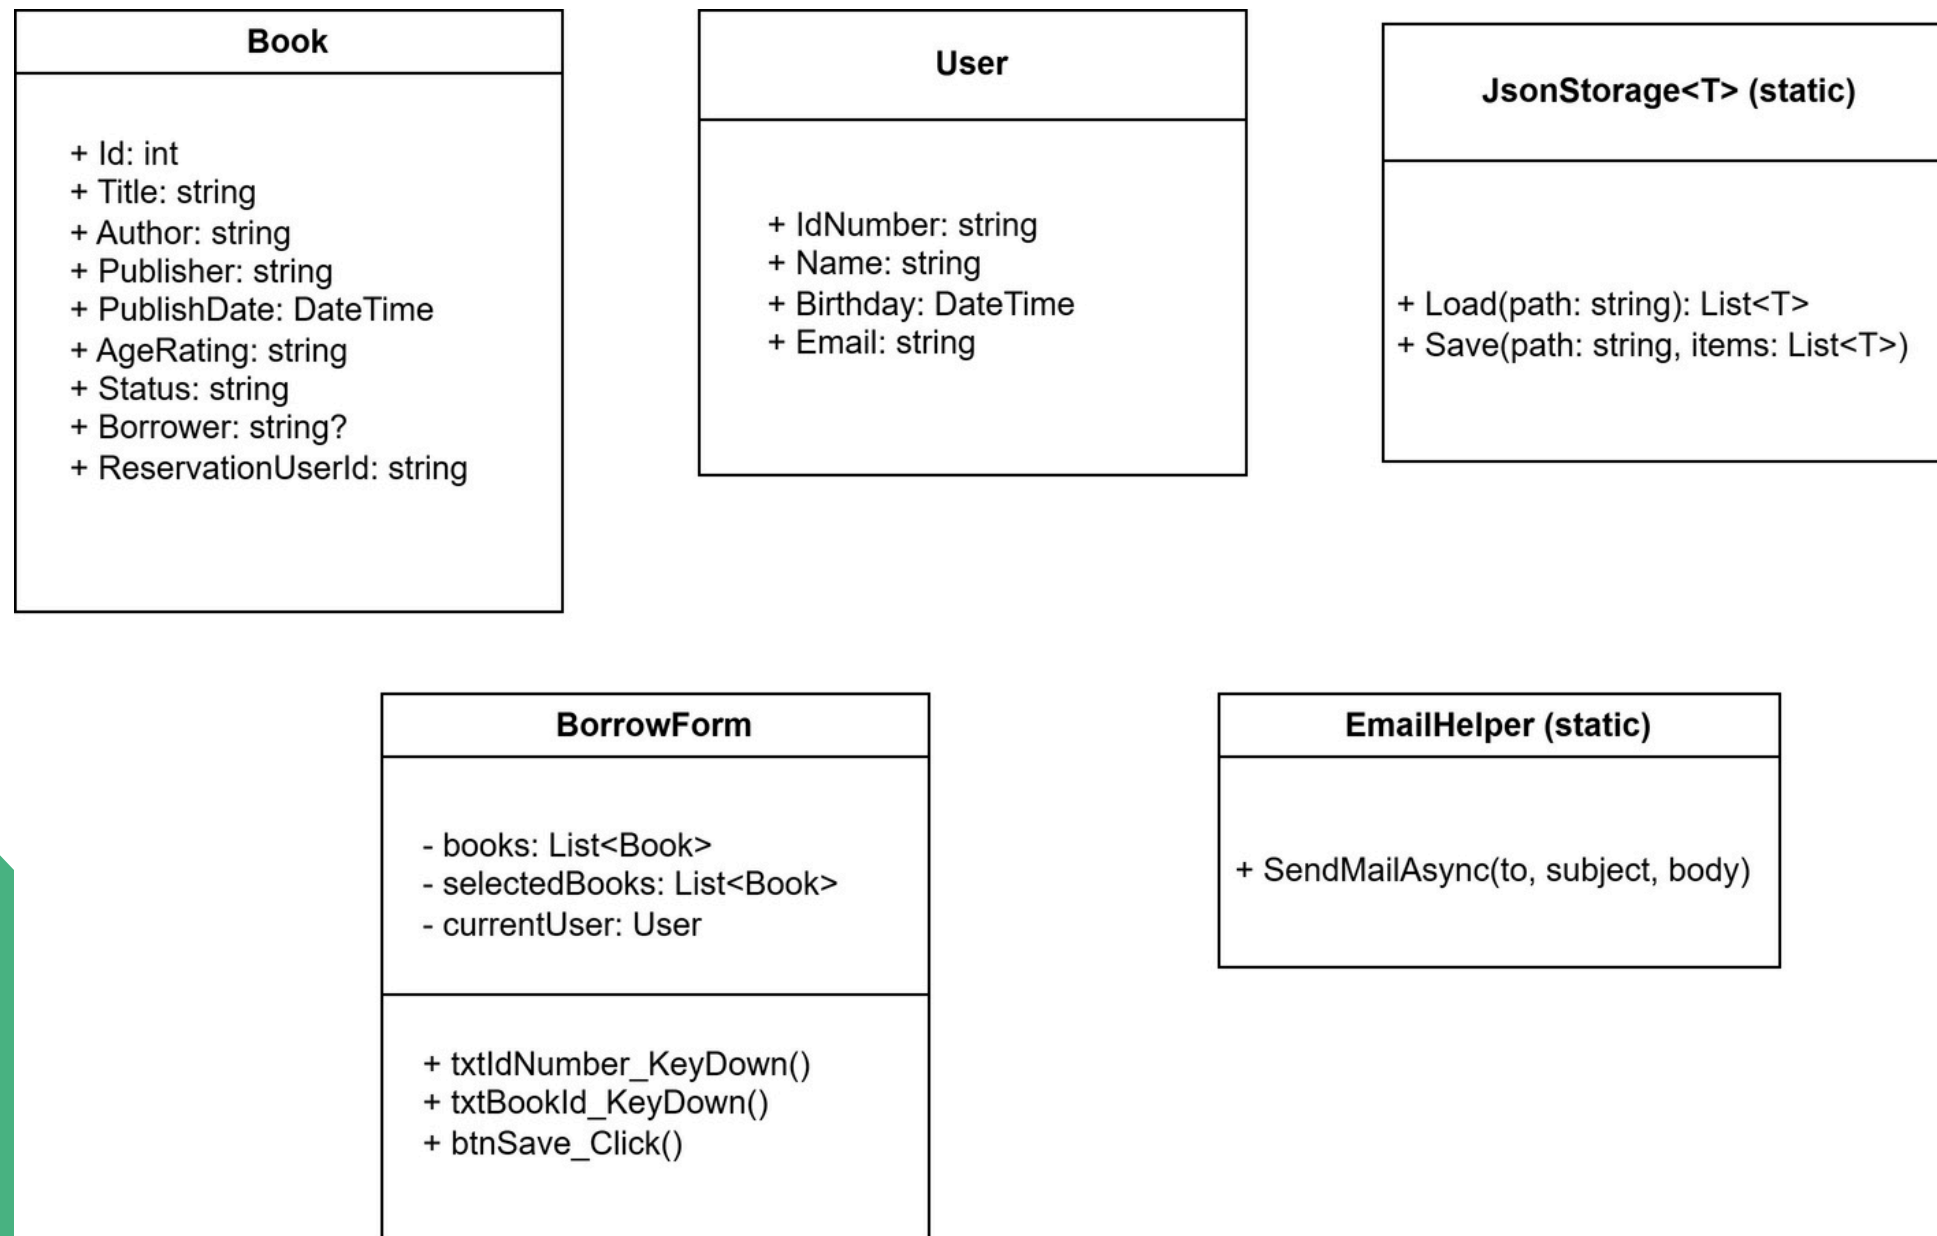 Book
+ Id: int
+ Title: string
+ Author: string
+ Publisher: string
+ PublishDate: DateTime
+ AgeRating: string
+ Status: string
+ Borrower: string?
+ ReservationUserId: string
User
+ IdNumber: string
+ Name: string
+ Birthday: DateTime
+ Email: string
JsonStorage<T> (static)
+ Load(path: string): List<T>
+ Save(path: string, items: List<T>)
BorrowForm
- books: List<Book>
- selectedBooks: List<Book>
- currentUser: User
+ txtIdNumber_KeyDown()
+ txtBookId_KeyDown()
+ btnSave_Click()
EmailHelper (static)
+ SendMailAsync(to, subject, body)